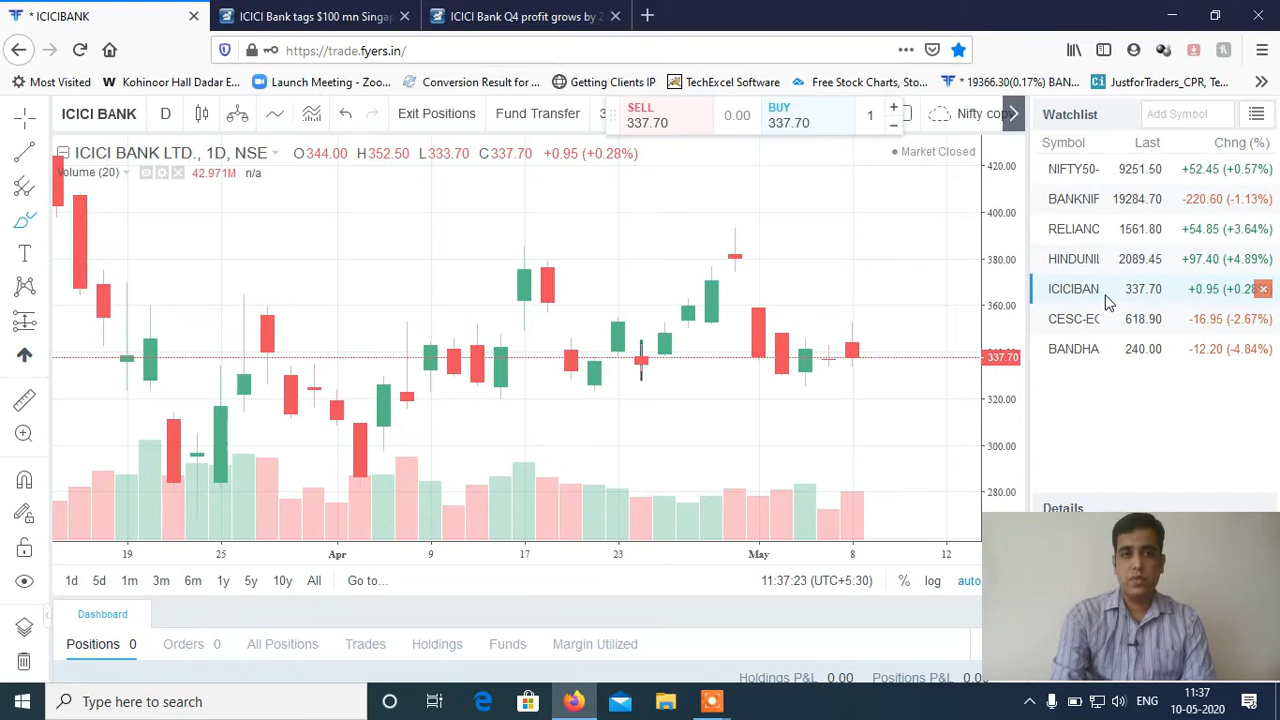 * ICICIBANK
ICICI Bank tags $100 mn Singap
ICICI Bank Q4 profit grows by 2
https://trade.fyers.in/
Most Visited
Kohinoor Hall Dadar E...
Launch Meeting - Zoo...
Conversion Result for ...
Getting Clients IP
TechExcel Software
Free Stock Charts, Sto...
* 19366.30(0.17%) BAN...
JustforTraders_CPR, Te...
ICICI BANK
D
Exit Positions
Fund Transfer
SELL
337.70
0.00
BUY
337.70
1
Nifty cop
Watchlist
Add Symbol
Symbol Last Chng (%)
NIFTY50- 9251.50 +52.45 (+0.57%)
BANKNIF 19284.70 -220.60 (-1.13%)
RELIANC 1561.80 +54.85 (+3.64%)
HINDUNIL 2089.45 +97.40 (+4.89%)
ICICIBAN 337.70 +0.95 (+0.28
CESC-EQ 618.90 -16.95 (-2.67%)
BANDHA 240.00 -12.20 (-4.84%)
Details
ICICI BANK LTD., 1D, NSE O344.00 H352.50 L333.70 C337.70 +0.95 (+0.28%)
Market Closed
Volume (20) 42.971M n/a
420.00
400.00
380.00
360.00
337.70
320.00
300.00
280.00
19 25 Apr 9 17 23 May 8 12
1d 5d 1m 3m 6m 1y 5y 10y All Go to...
11:37:23 (UTC+5:30) % log auto
Dashboard
Positions 0 Orders 0 All Positions Trades Holdings Funds Margin Utilized
Holdings P&L 0.00 Positions P&L 0.00
Type here to search
ENG
11:37
10-05-2020